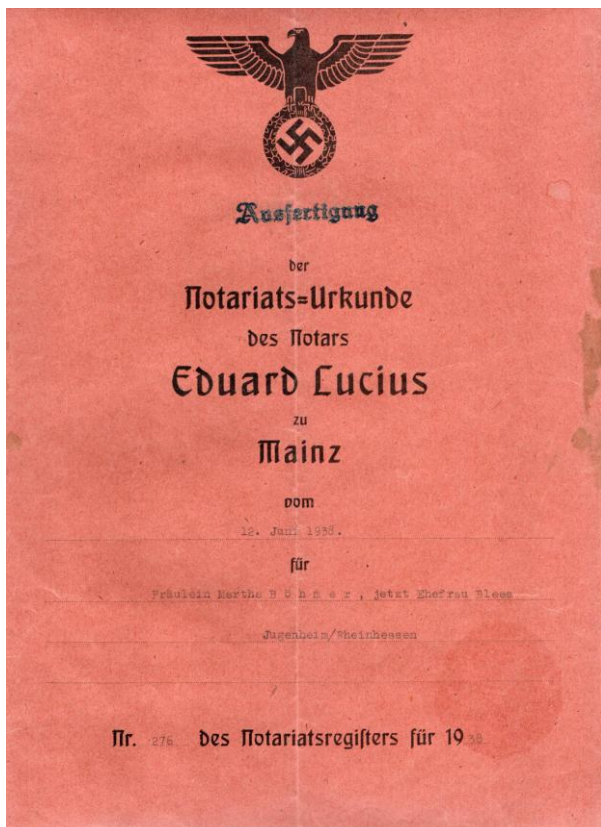 Ausfertigung
der
Notariats=Urkunde
des Notars
Eduard Lucius
zu
Mainz
vom
12. Juni 1938.
für
Fräulein Martha B ö h m e r , jetzt Ehefrau Blees
Jugenheim/Rheinhessen
Nr. 276 des Notariatsregiſters für 1938